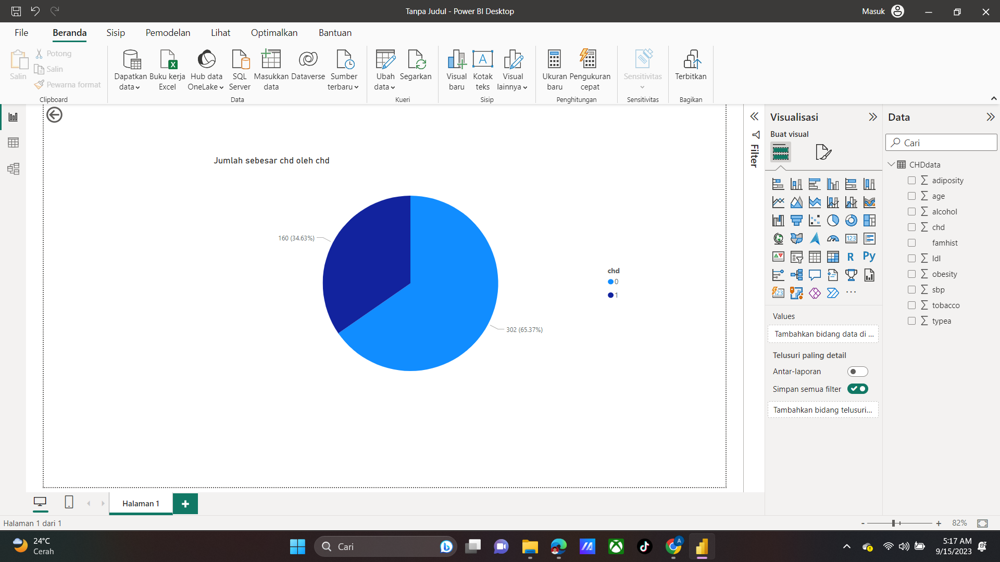 Tanpa Judul - Power BI Desktop
Masuk
File
Beranda
Sisip
Pemodelan
Lihat
Optimalkan
Bantuan
Salin
Potong
Salin
Pewarna format
Clipboard
Dapatkan data
Buku kerja Excel
Hub data OneLake
SQL Server
Masukkan data
Dataverse
Sumber terbaru
Data
Ubah data
Segarkan
Kueri
Visual baru
Kotak teks
Visual lainnya
Sisip
Ukuran baru
Pengukuran cepat
Penghitungan
Sensitivitas
Sensitivitas
Terbitkan
Bagikan
Jumlah sebesar chd oleh chd
160 (34.63%)
302 (65.37%)
chd
0
1
Filter
Visualisasi
Buat visual
123
R
Py
123
Values
Tambahkan bidang data di ...
Telusuri paling detail
Antar-laporan
Simpan semua filter
Tambahkan bidang telusuri...
Data
Cari
CHDdata
adiposity
age
alcohol
chd
famhist
ldl
obesity
sbp
tobacco
typea
Halaman 1
Halaman 1 dari 1
- + 82%
24°C
Cerah
Cari
A
5:17 AM
9/15/2023